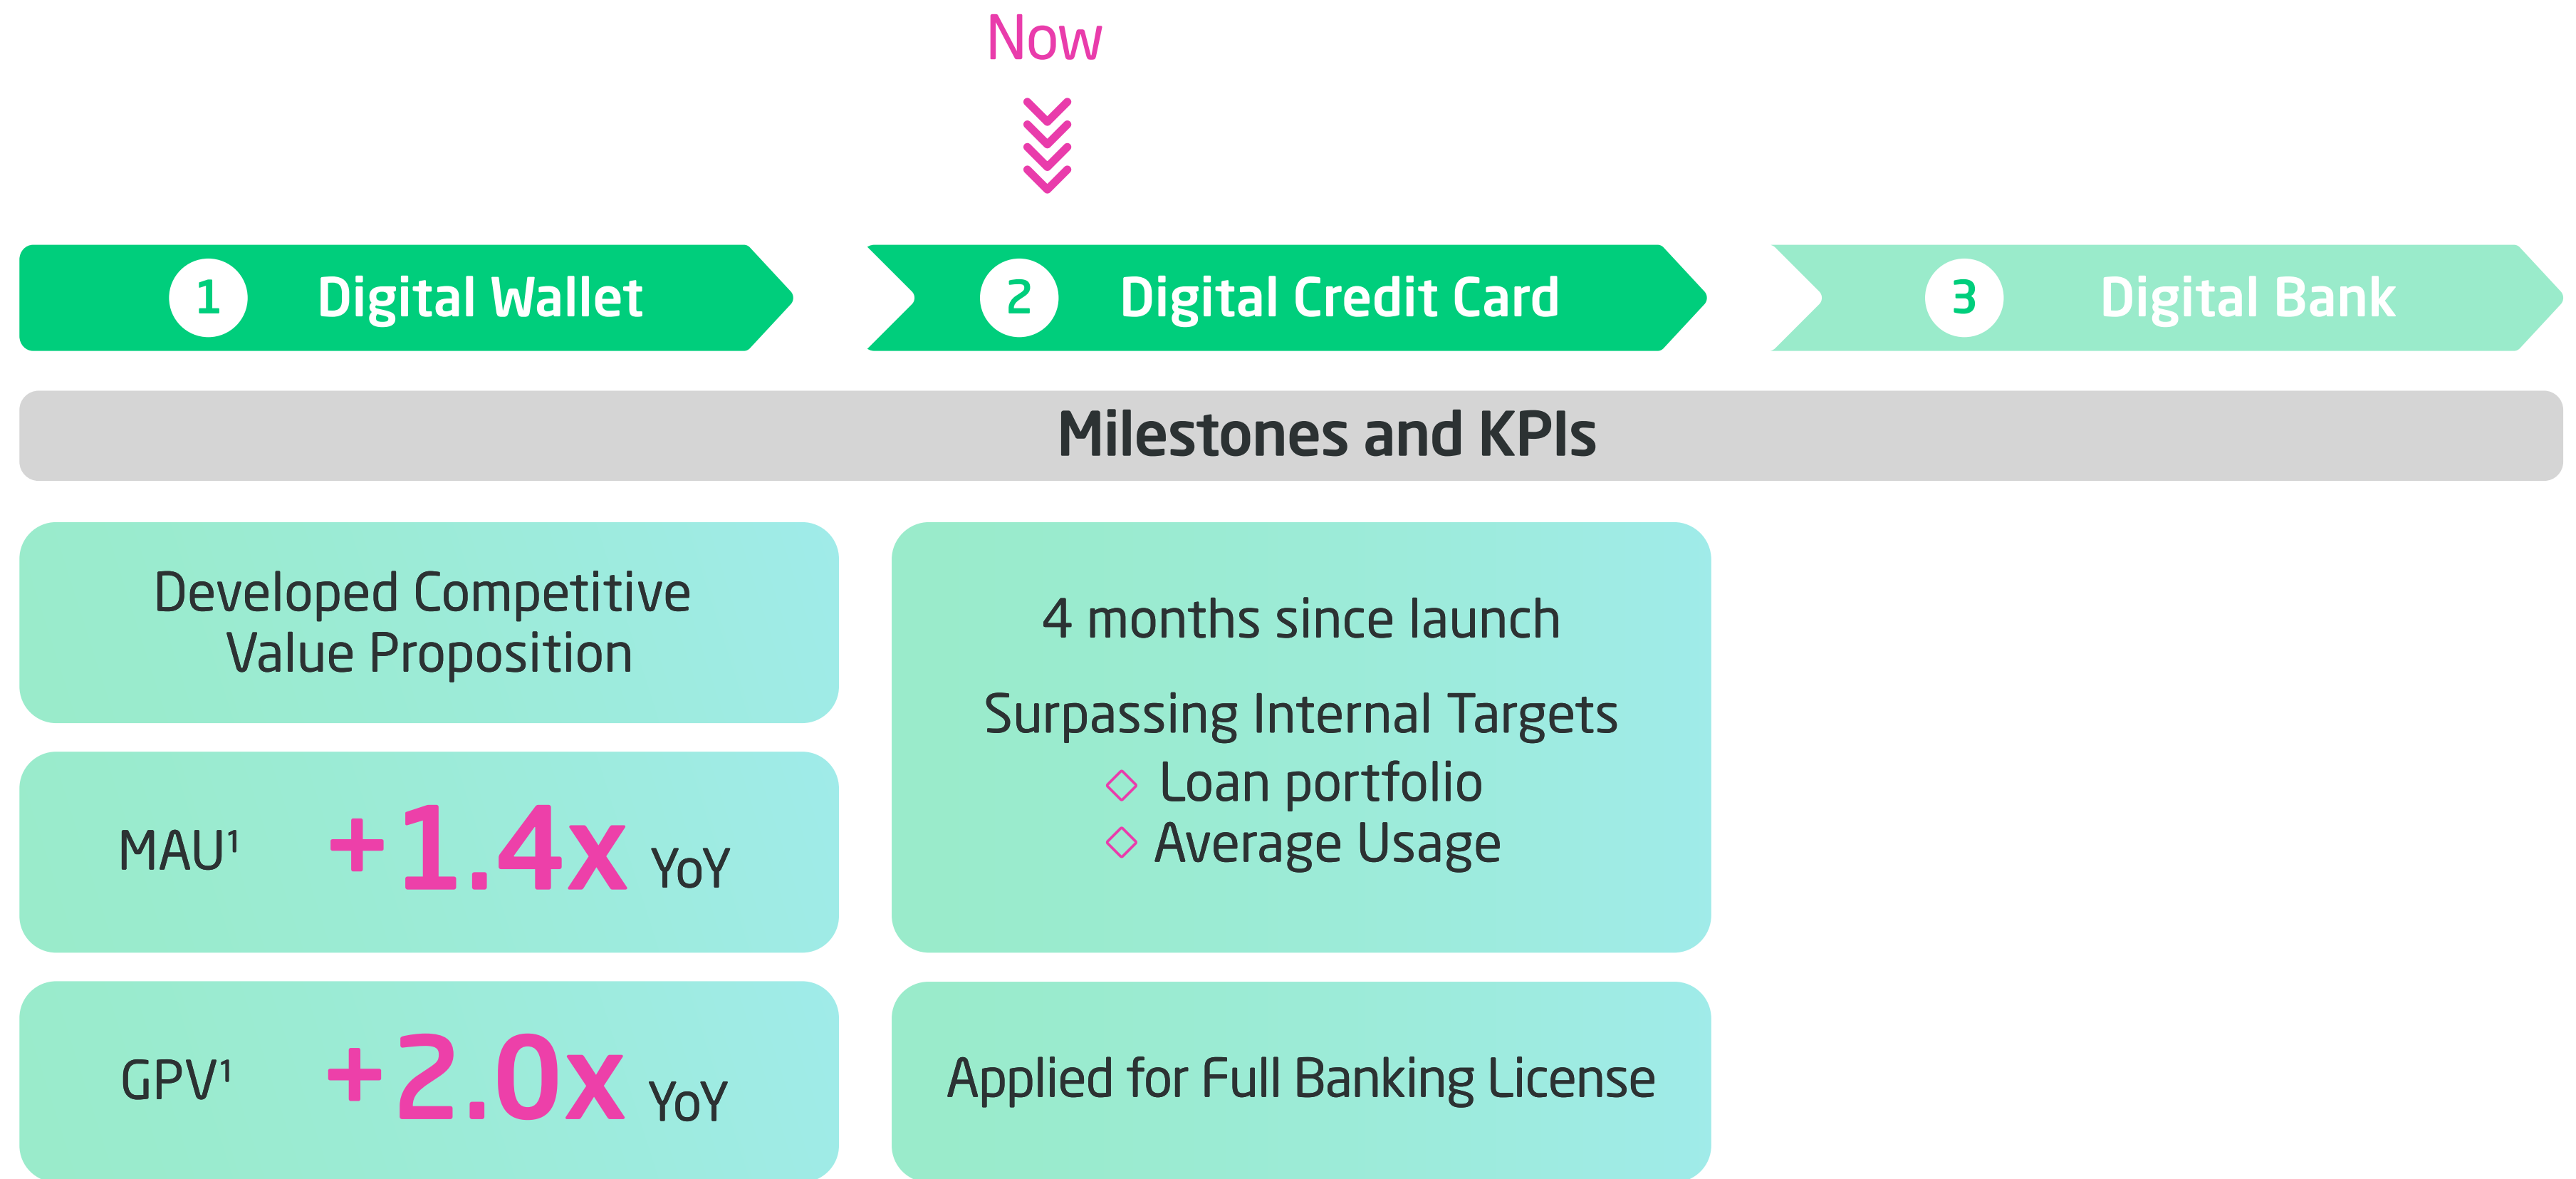 Now
1 Digital Wallet
2 Digital Credit Card
3 Digital Bank
Milestones and KPIs
Developed Competitive
Value Proposition
MAU¹ +1.4x YoY
GPV¹ +2.0x YoY
4 months since launch
Surpassing Internal Targets
Loan portfolio
Average Usage
Applied for Full Banking License